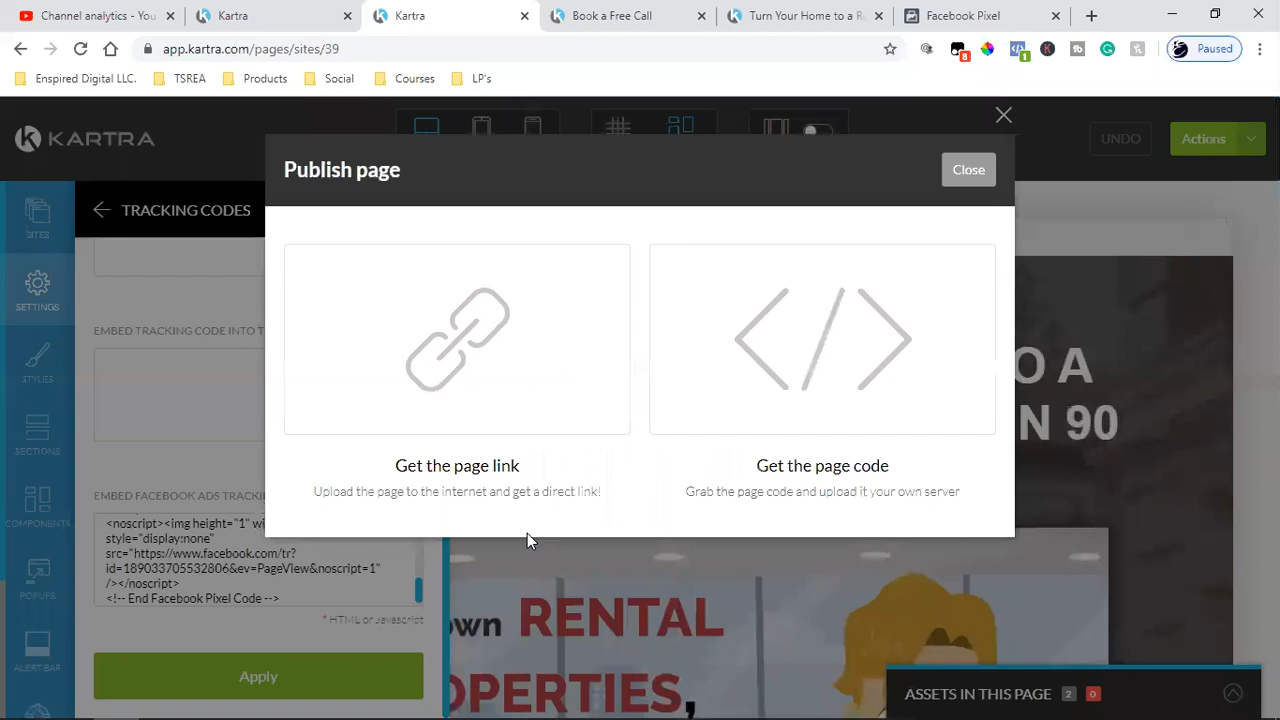 Channel analytics - You
Kartra
Kartra
Book a Free Call
Turn Your Home to a R
Facebook Pixel
app.kartra.com/pages/sites/39
8
1
Paused
Enspired Digital LLC.
TSREA
Products
Social
Courses
LP's
KARTRA
UNDO
Actions
Publish page
Close
TRACKING CODES
SITES
SETTINGS
STYLES
SECTIONS
COMPONENTS
POPUPS
ALERT BAR
EMBED TRACKING CODE INTO T
EMBED FACEBOOK ADS TRACKIN
<noscript><img height="1" wi
style="display:none"
src="https://www.facebook.com/tr?
id=189033705532806&ev=PageView&noscript=1"
/></noscript>
<!-- End Facebook Pixel Code -->
* HTML or Javascript
Apply
Get the page link
Upload the page to the internet and get a direct link!
Get the page code
Grab the page code and upload it your own server
O A
N 90
own RENTAL
OPERTIES,
ASSETS IN THIS PAGE 2 0